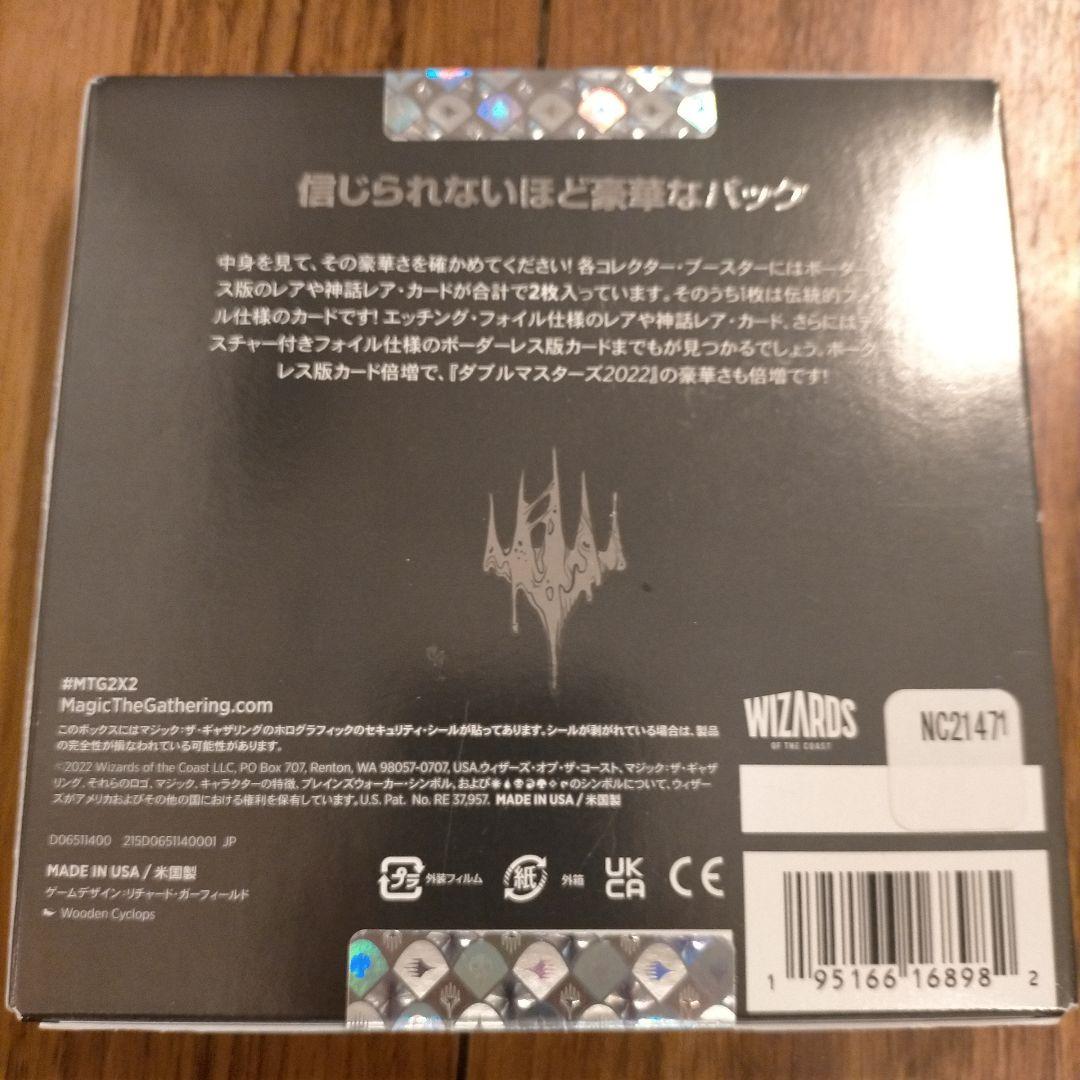 信じられないほど豪華なパック
中身を見て、その豪華さを確かめてください！各コレクター・ブースターにはボーダー
ス版のレアや神話レア・カードが合計で2枚入っています。そのうち1枚は伝統的フォ
ル仕様のカードです！エッチング・フォイル仕様のレアや神話レア・カード、さらにはテ
スチャー付きフォイル仕様のボーダーレス版カードまでもが見つかるでしょう。ボーダ
レス版カード倍増で、『ダブルマスターズ2022』の豪華さも倍増です！
#MTG2X2
MagicTheGathering.com
このボックスにはマジック：ザ・ギャザリングのホログラフィックのセキュリティ・シールが貼ってあります。シールが剥がれている場合は、製品
の完全性が損なわれている可能性があります。
©2022 Wizards of the Coast LLC, PO Box 707, Renton, WA 98057-0707, USA.ウィザーズ・オブ・ザ・コースト、マジック：ザ・ギャザ
リング、それらのロゴ、マジック、キャラクターの特徴、プレインズウォーカー・シンボル、およびのシンボルについて、ウィザー
ズがアメリカおよびその他の国における権利を保有しています。U.S. Pat. No. RE 37,957. MADE IN USA / 米国製
D06511400 215D0651140001 JP
MADE IN USA / 米国製
ゲームデザイン：リチャード・ガーフィールド
Wooden Cyclops
プラ 外装フィルム
紙 外箱
UK
CA
CE
WIZARDS
OF THE COAST
NC21471
1 95166 16898 2